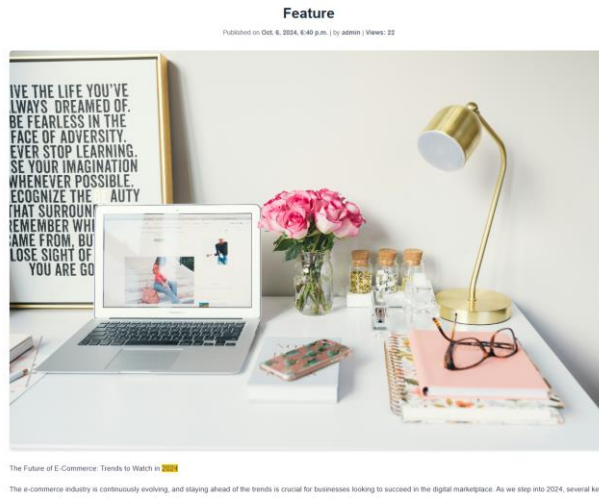 Feature
Published on Oct. 6, 2024, 6:40 p.m. | by admin | Views: 22
IVE THE LIFE YOU'VE
LWAYS DREAMED OF.
BE FEARLESS IN THE
FACE OF ADVERSITY.
EVER STOP LEARNING.
SE YOUR IMAGINATION
WHENEVER POSSIBLE.
ECOGNIZE THE AUTY
HAT SURROUN
REMEMBER WH
AME FROM, BU
LOSE SIGHT OF
YOU ARE GO
The Future of E-Commerce: Trends to Watch in 2024
The e-commerce industry is continuously evolving, and staying ahead of the trends is crucial for businesses looking to succeed in the digital marketplace. As we step into 2024, several ke